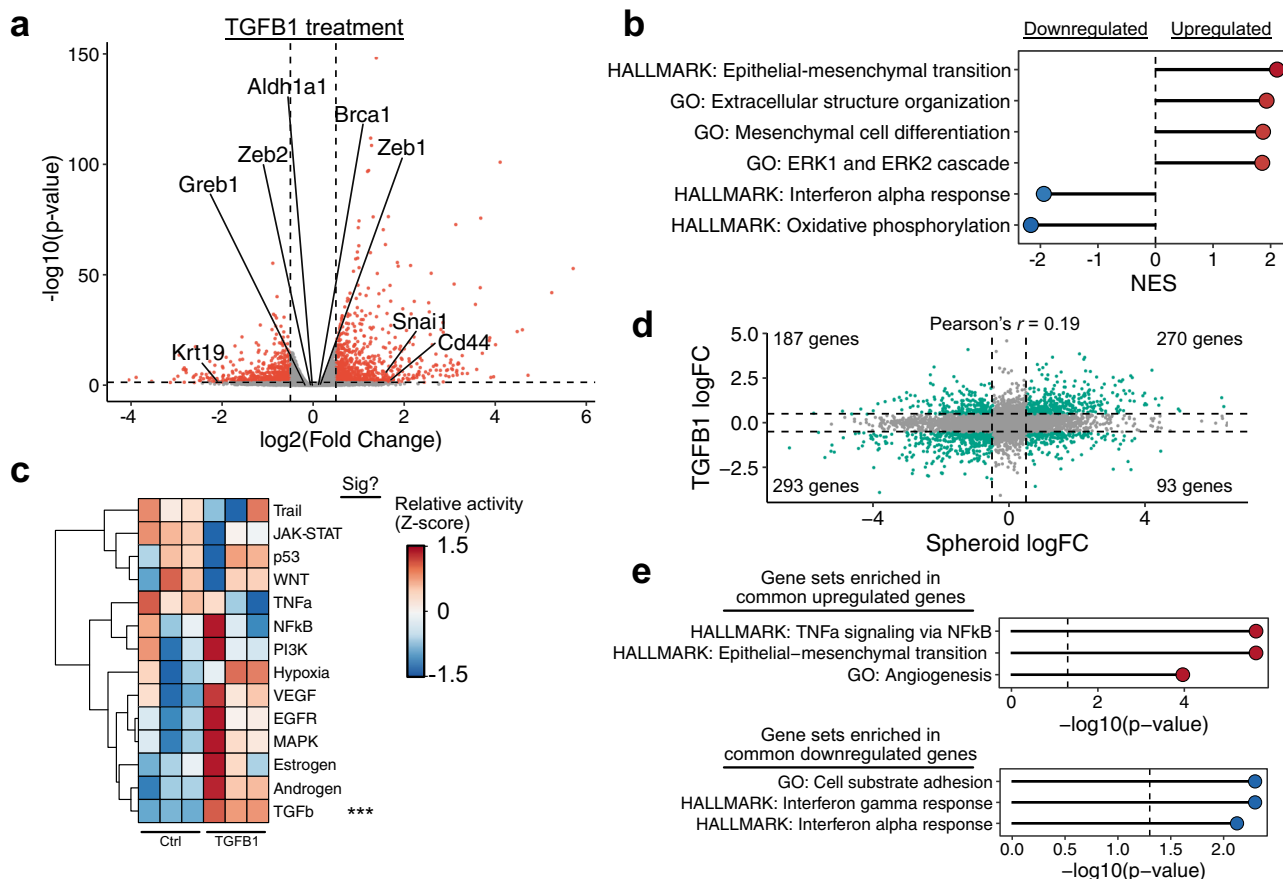 a
TGFB1 treatment
150
100
50
0
-log10(p-value)
Aldh1a1
Brca1
Zeb2
Zeb1
Greb1
Snai1
Cd44
Krt19
-4
-2
0
2
4
6
log2(Fold Change)
b
Downregulated
Upregulated
HALLMARK: Epithelial-mesenchymal transition
GO: Extracellular structure organization
GO: Mesenchymal cell differentiation
GO: ERK1 and ERK2 cascade
HALLMARK: Interferon alpha response
HALLMARK: Oxidative phosphorylation
-2
-1
0
1
2
NES
c
Sig?
Trail
JAK-STAT
p53
WNT
TNFa
NFkB
PI3K
Hypoxia
VEGF
EGFR
MAPK
Estrogen
Androgen
TGFb
***
Ctrl
TGFB1
Relative activity
(Z-score)
1.5
0
-1.5
d
Pearson's r = 0.19
187 genes
270 genes
293 genes
93 genes
5.0
2.5
0.0
−2.5
TGFB1 logFC
−4
0
4
Spheroid logFC
e
Gene sets enriched in
common upregulated genes
HALLMARK: TNFa signaling via NFkB
HALLMARK: Epithelial−mesenchymal transition
GO: Angiogenesis
0
2
4
−log10(p−value)
Gene sets enriched in
common downregulated genes
GO: Cell substrate adhesion
HALLMARK: Interferon gamma response
HALLMARK: Interferon alpha response
0.0
0.5
1.0
1.5
2.0
−log10(p−value)